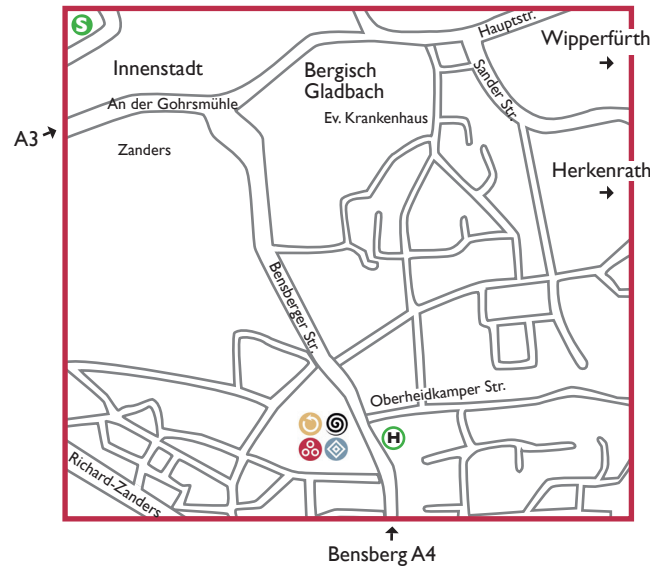 S
Hauptstr.
Wipperfürth
Innenstadt
Bergisch
Gladbach
Sander Str.
An der Gohrsmühle
Ev. Krankenhaus
A3
Zanders
Herkenrath
Bensberger Str.
Oberheidkamper Str.
H
Richard-Zanders
Bensberg A4